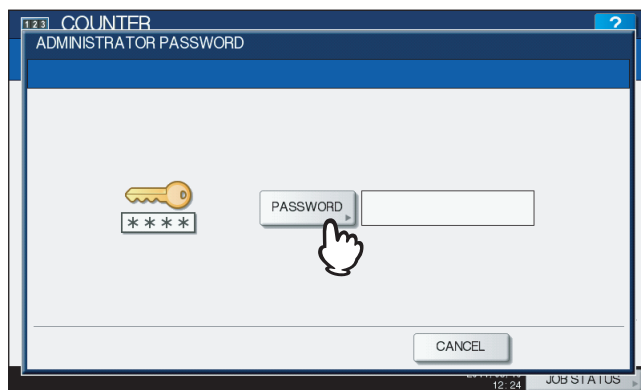 123 COUNTER ?
ADMINISTRATOR PASSWORD
PASSWORD
****
CANCEL
12:24 JOB STATUS